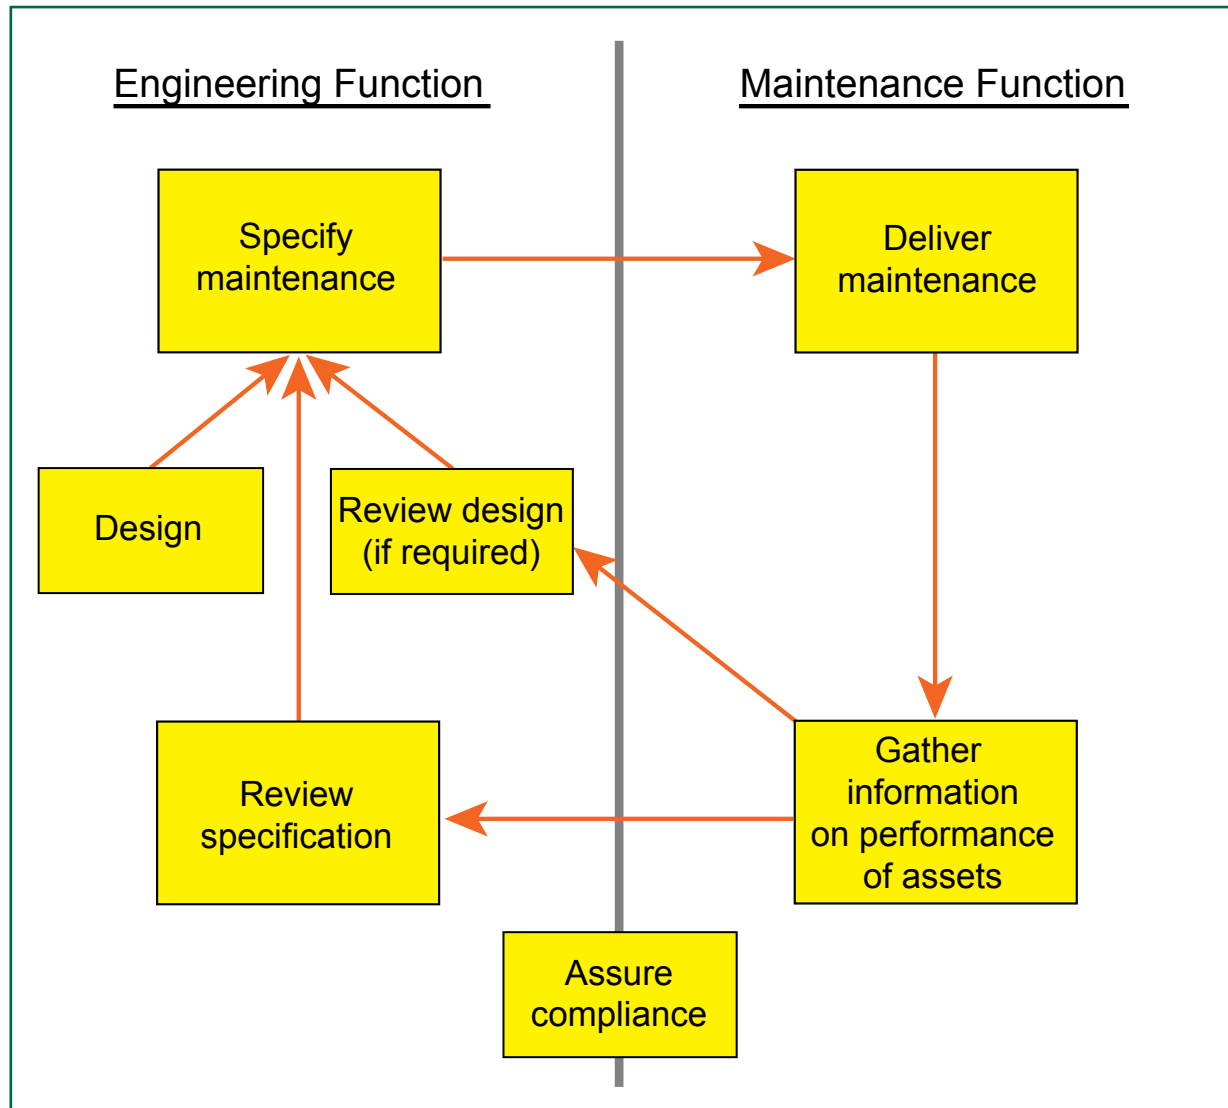 Engineering Function
Maintenance Function
Specify
maintenance
Deliver
maintenance
Design
Review design
(if required)
Review
specification
Gather
information
on performance
of assets
Assure
compliance